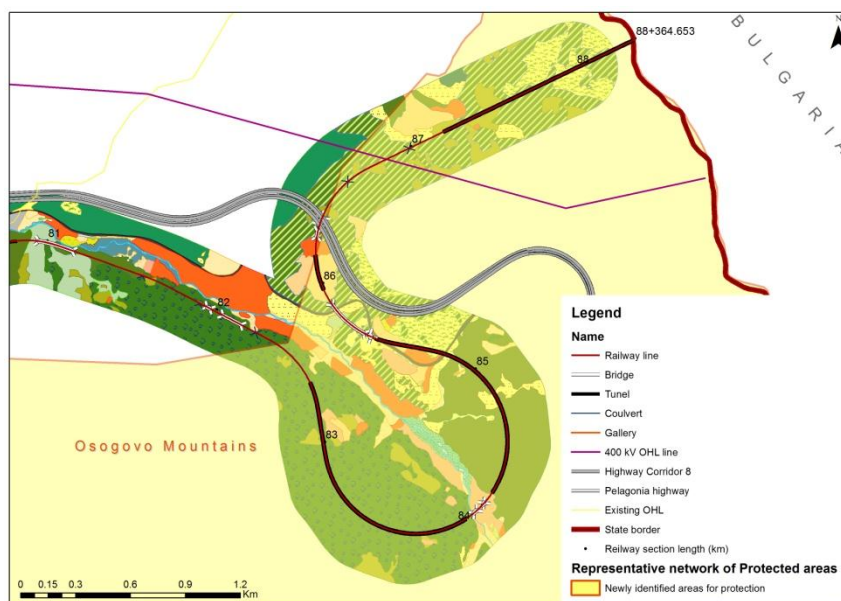 88+364.653
BULGARIA
88
87
81
86
82
85
83
84
Osogovo Mountains
0 0.15 0.3 0.6 0.9 1.2
Km
Legend
Name
Railway line
Bridge
Tunel
Coulvert
Gallery
400 kV OHL line
Highway Corridor 8
Pelagonia highway
Existing OHL
State border
Railway section length (km)
Representative network of Protected areas
Newly identified areas for protection